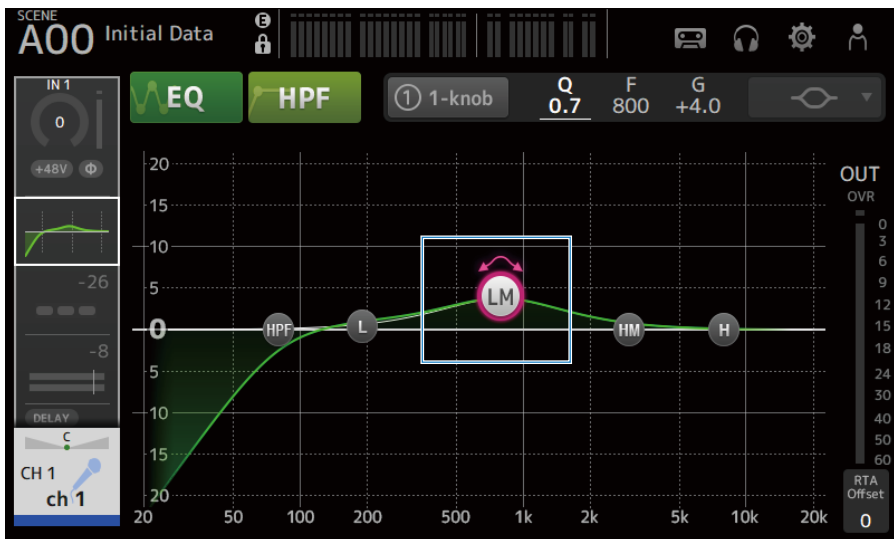 SCENE
A00 Initial Data
E
IN 1
0
+48V Φ
-26
-8
DELAY
C
CH 1
ch 1
EQ
HPF
1 1-knob
Q F G
0.7 800 +4.0
20
15
10
5
0
5
10
15
20
HPF L LM HM H
20 50 100 200 500 1k 2k 5k 10k 20k
OUT
OVR
0
3
6
9
12
15
18
24
30
40
50
60
RTA
Offset
0